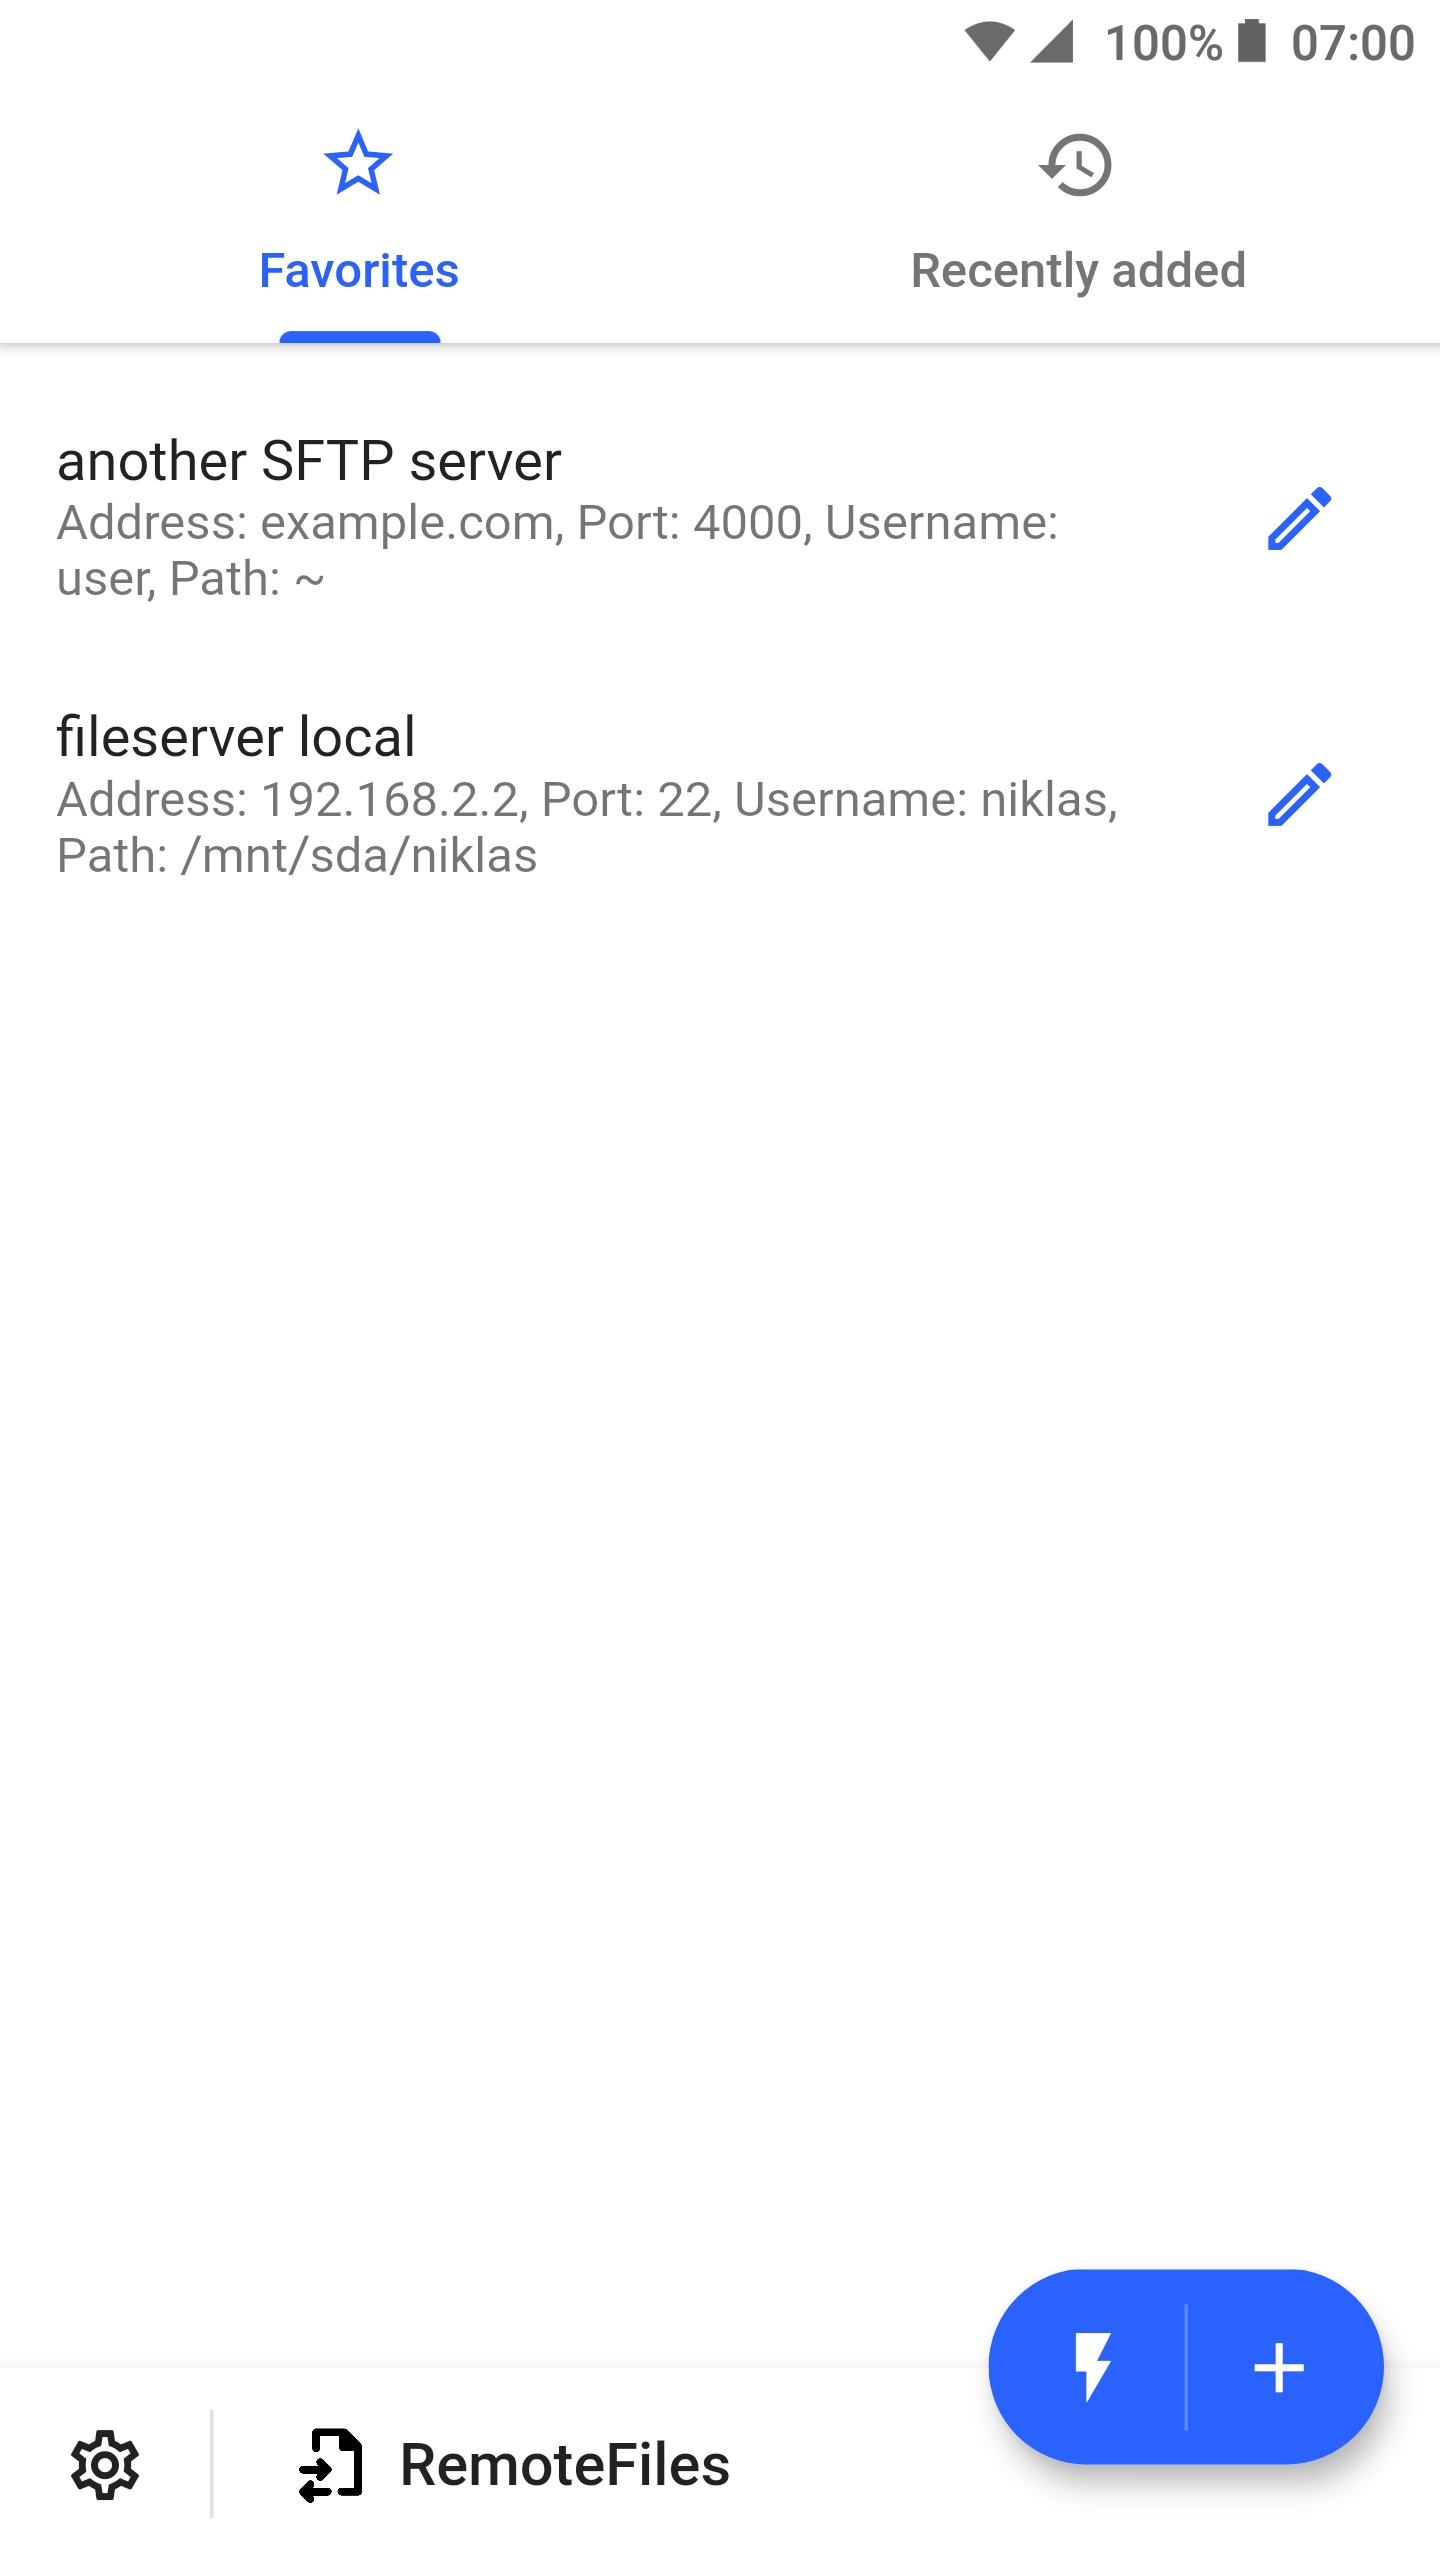 100% 07:00
Favorites
Recently added
another SFTP server
Address: example.com, Port: 4000, Username:
user, Path: ~
fileserver local
Address: 192.168.2.2, Port: 22, Username: niklas,
Path: /mnt/sda/niklas
RemoteFiles